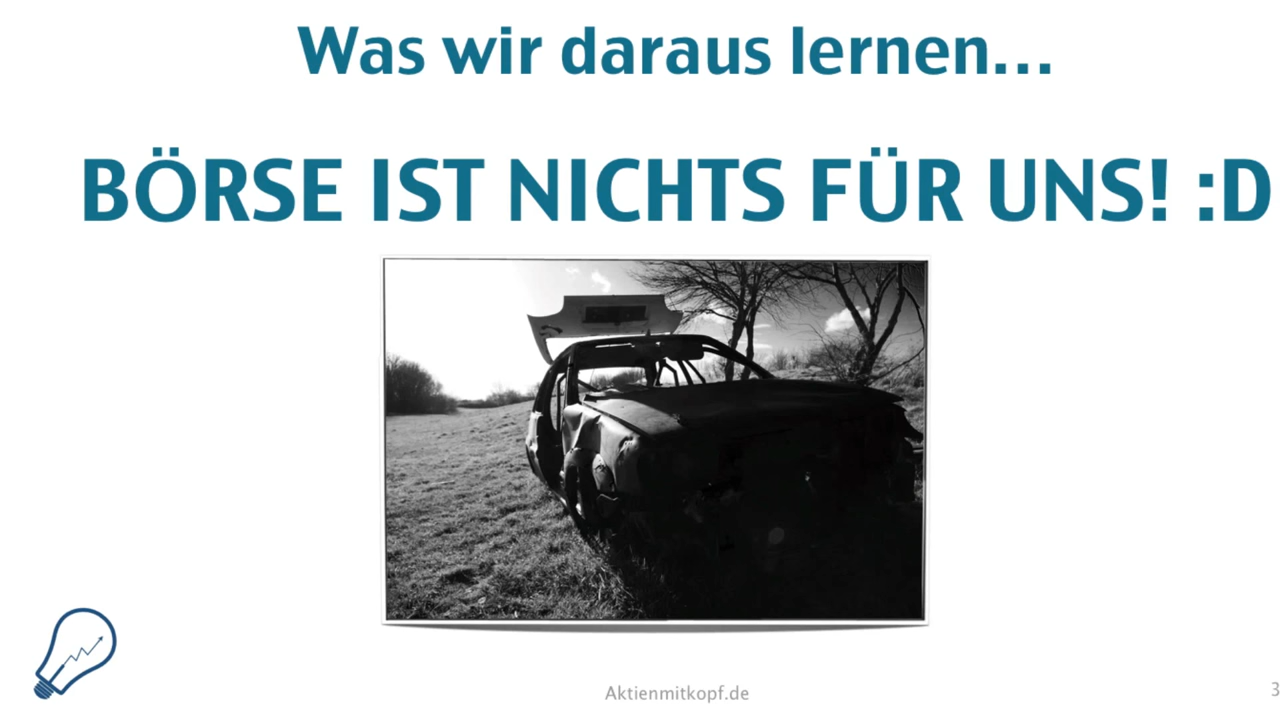 Was wir daraus lernen...
BÖRSE IST NICHTS FÜR UNS! :D
Aktienmitkopf.de
3